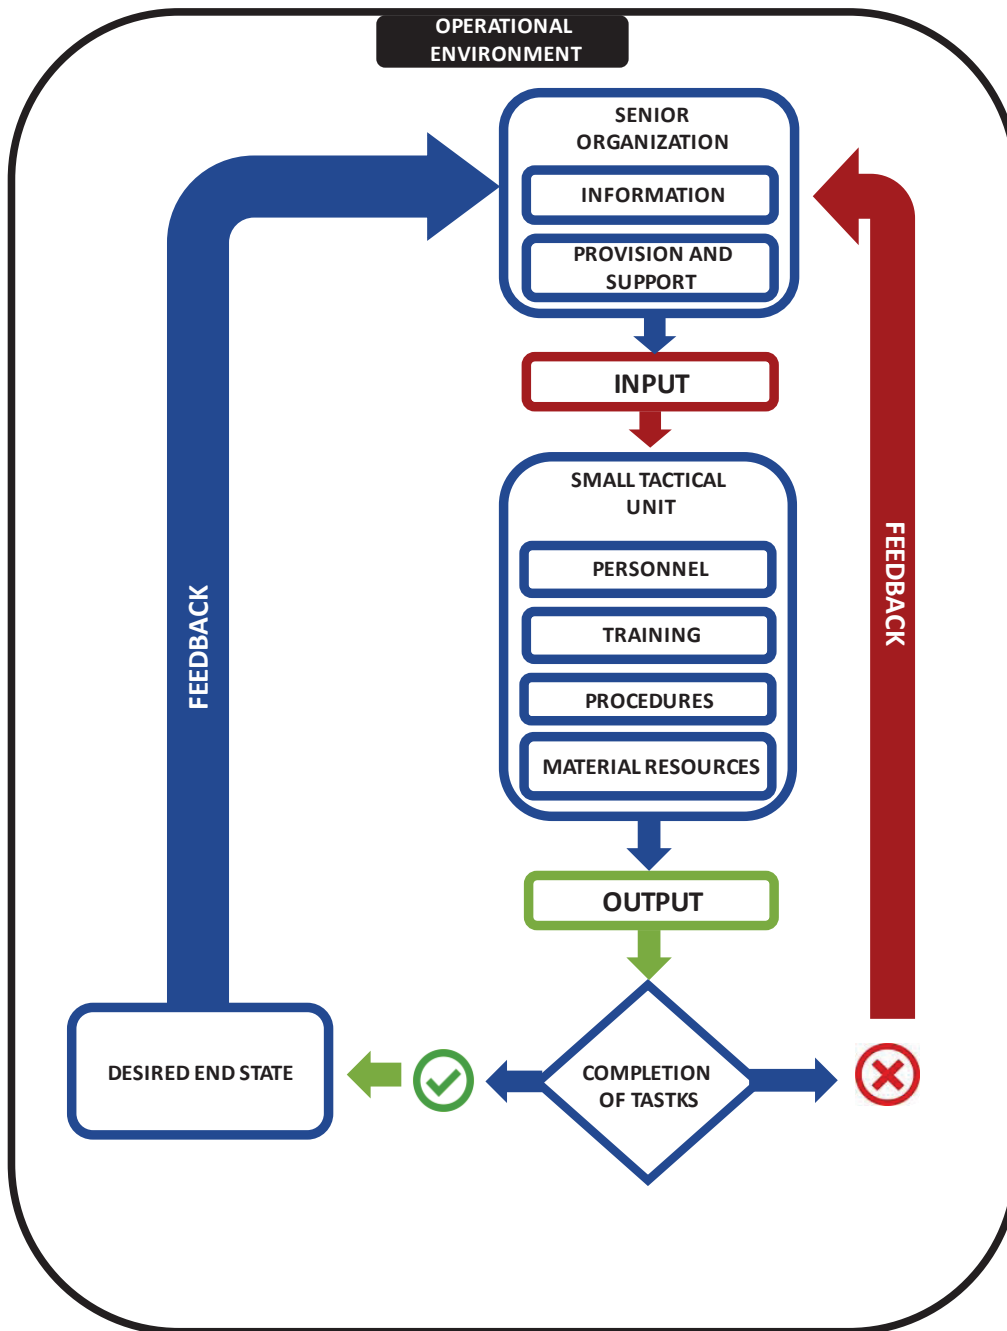 OPERATIONAL
ENVIRONMENT
SENIOR
ORGANIZATION
INFORMATION
PROVISION AND
SUPPORT
INPUT
SMALL TACTICAL
UNIT
PERSONNEL
TRAINING
PROCEDURES
MATERIAL RESOURCES
OUTPUT
COMPLETION
OF TASTKS
DESIRED END STATE
FEEDBACK
FEEDBACK